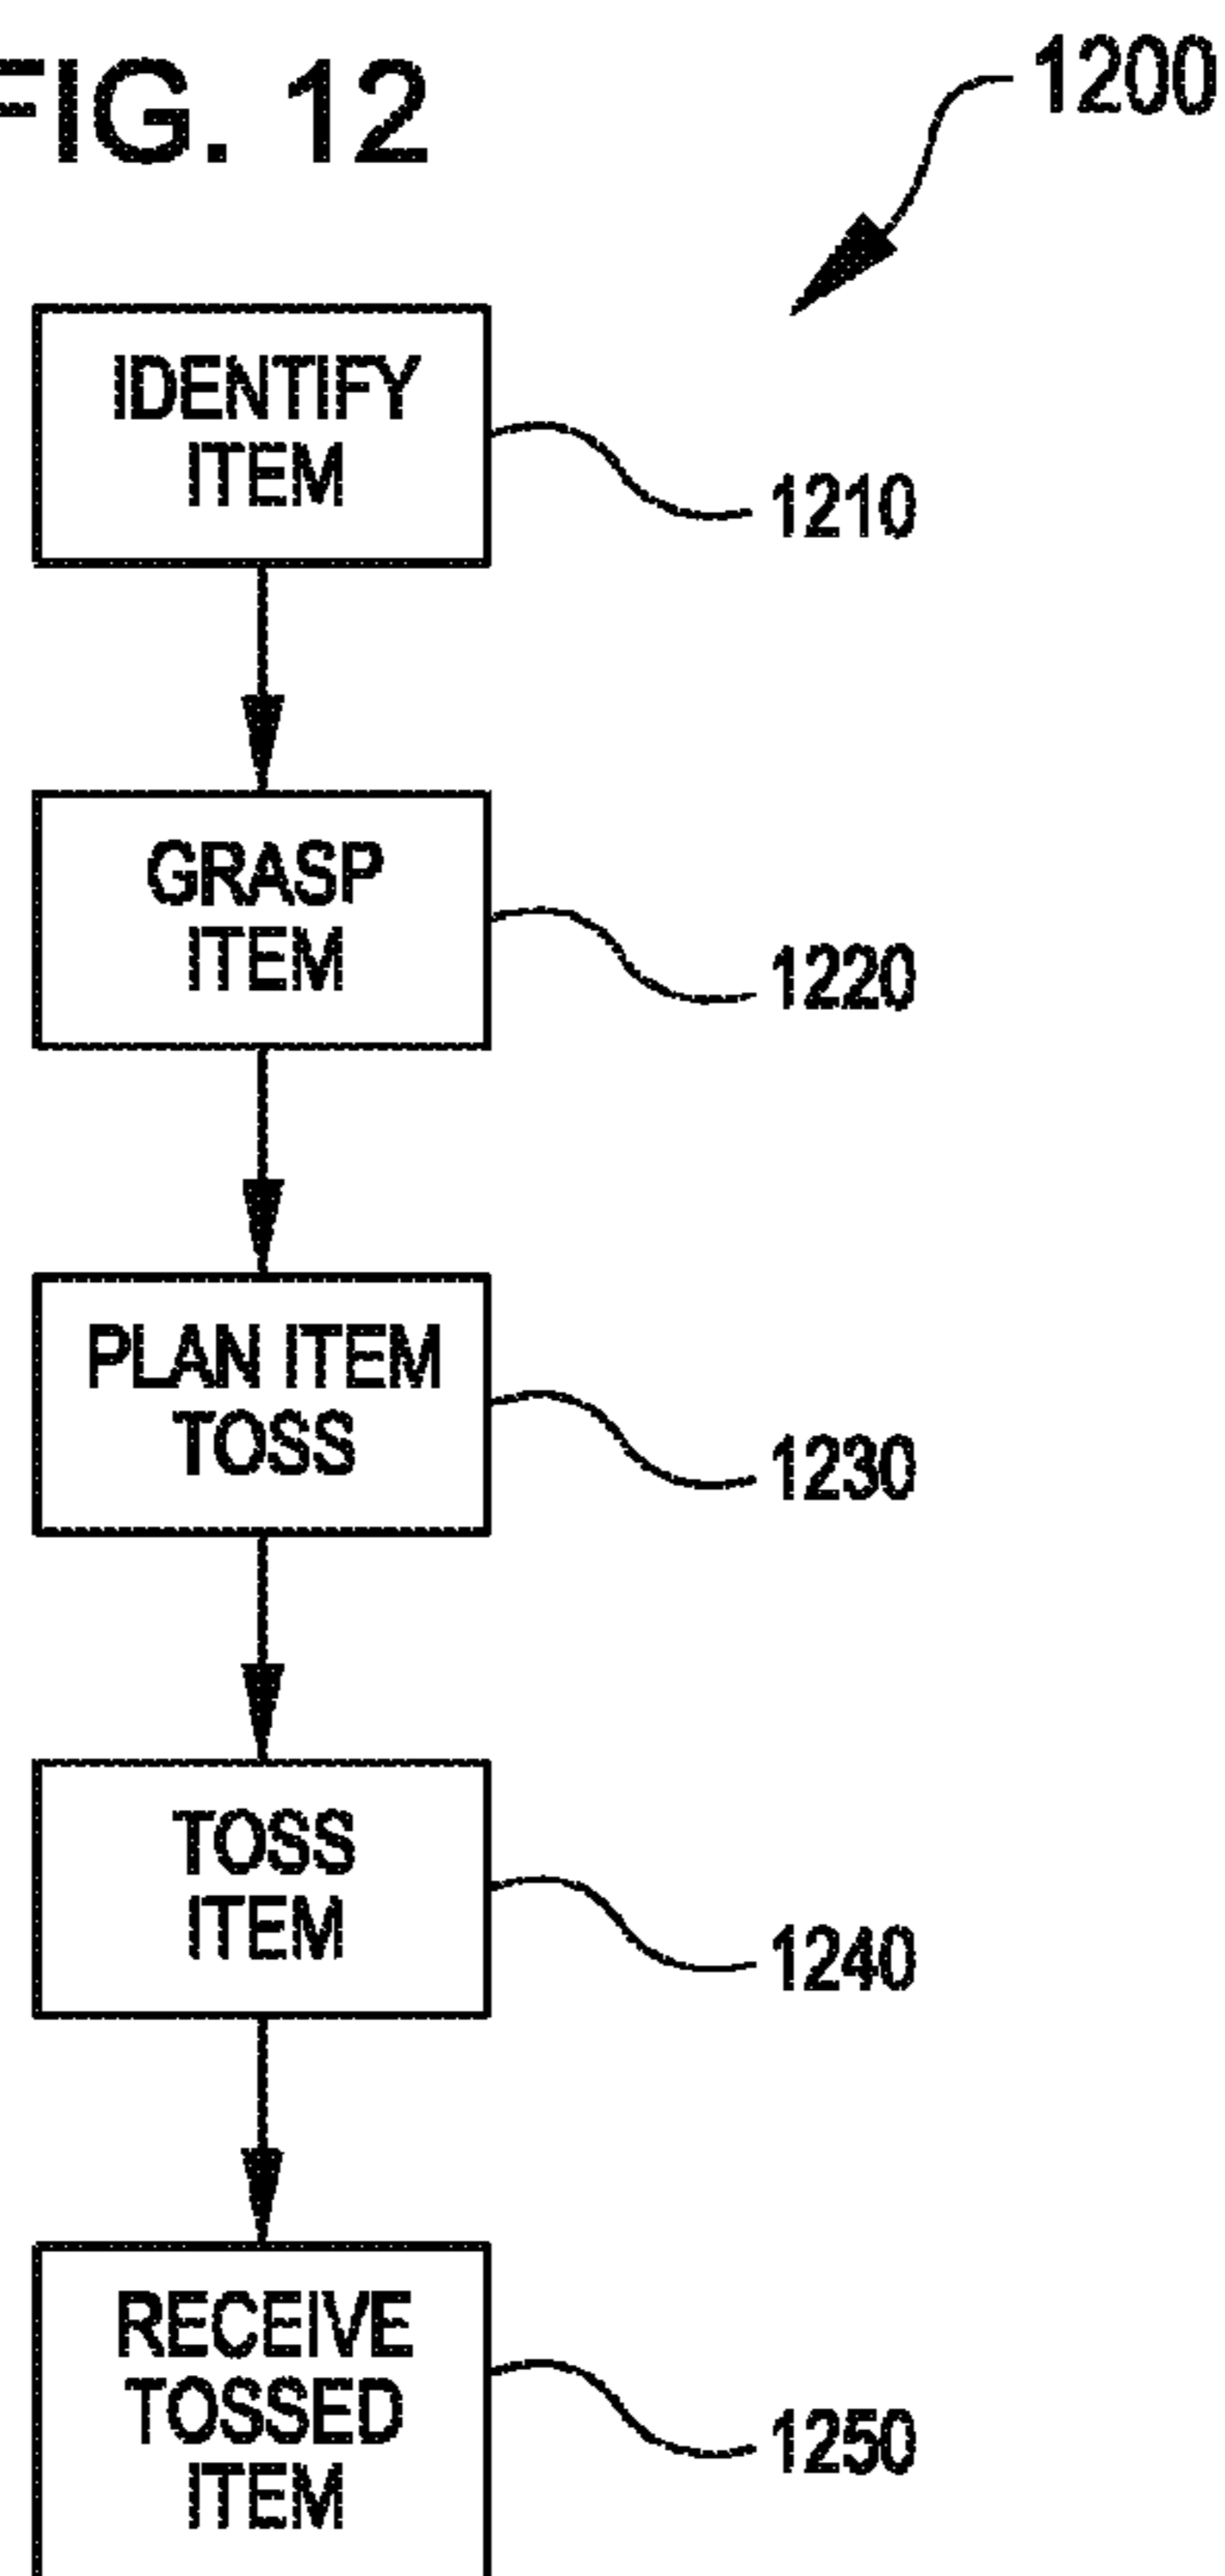 FIG. 12
1200
IDENTIFY
ITEM
1210
GRASP
ITEM
1220
PLAN ITEM
TOSS
1230
TOSS
ITEM
1240
RECEIVE
TOSSED
ITEM
1250